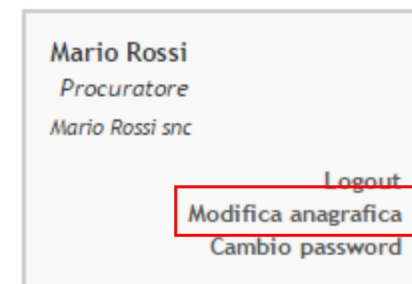 Mario Rossi
Procuratore
Mario Rossi snc
Logout
Modifica anagrafica
Cambio password